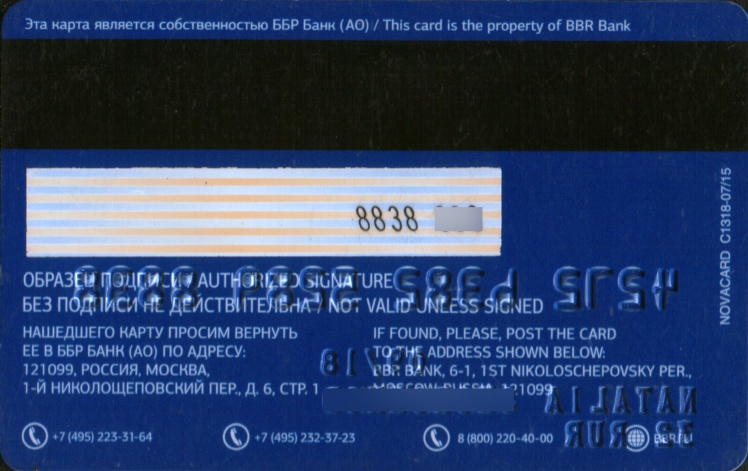 Эта карта является собственностью ББР Банк (АО) / This card is the property of BBR Bank
8838
ОБРАЗЕЦ ПОДПИСИ / AUTHORIZED SIGNATURE
БЕЗ ПОДПИСИ НЕ ДЕЙСТВИТЕЛЬНА / NOT VALID UNLESS SIGNED
НАШЕДШЕГО КАРТУ ПРОСИМ ВЕРНУТЬ
ЕЕ В ББР БАНК (АО) ПО АДРЕСУ:
121099, РОССИЯ, МОСКВА,
1-Й НИКОЛОЩЕПОВСКИЙ ПЕР., Д. 6, СТР. 1
IF FOUND, PLEASE, POST THE CARD
TO THE ADDRESS SHOWN BELOW:
BBR BANK, 6-1, 1ST NIKOLOSCHEPOVSKY PER.,
MOSCOW RUSSIA, 121099
NATALIA
+7 (495) 223-31-64
+7 (495) 232-37-23
8 (800) 220-40-00
BBR.RU
NOVACARD C1318-07/15